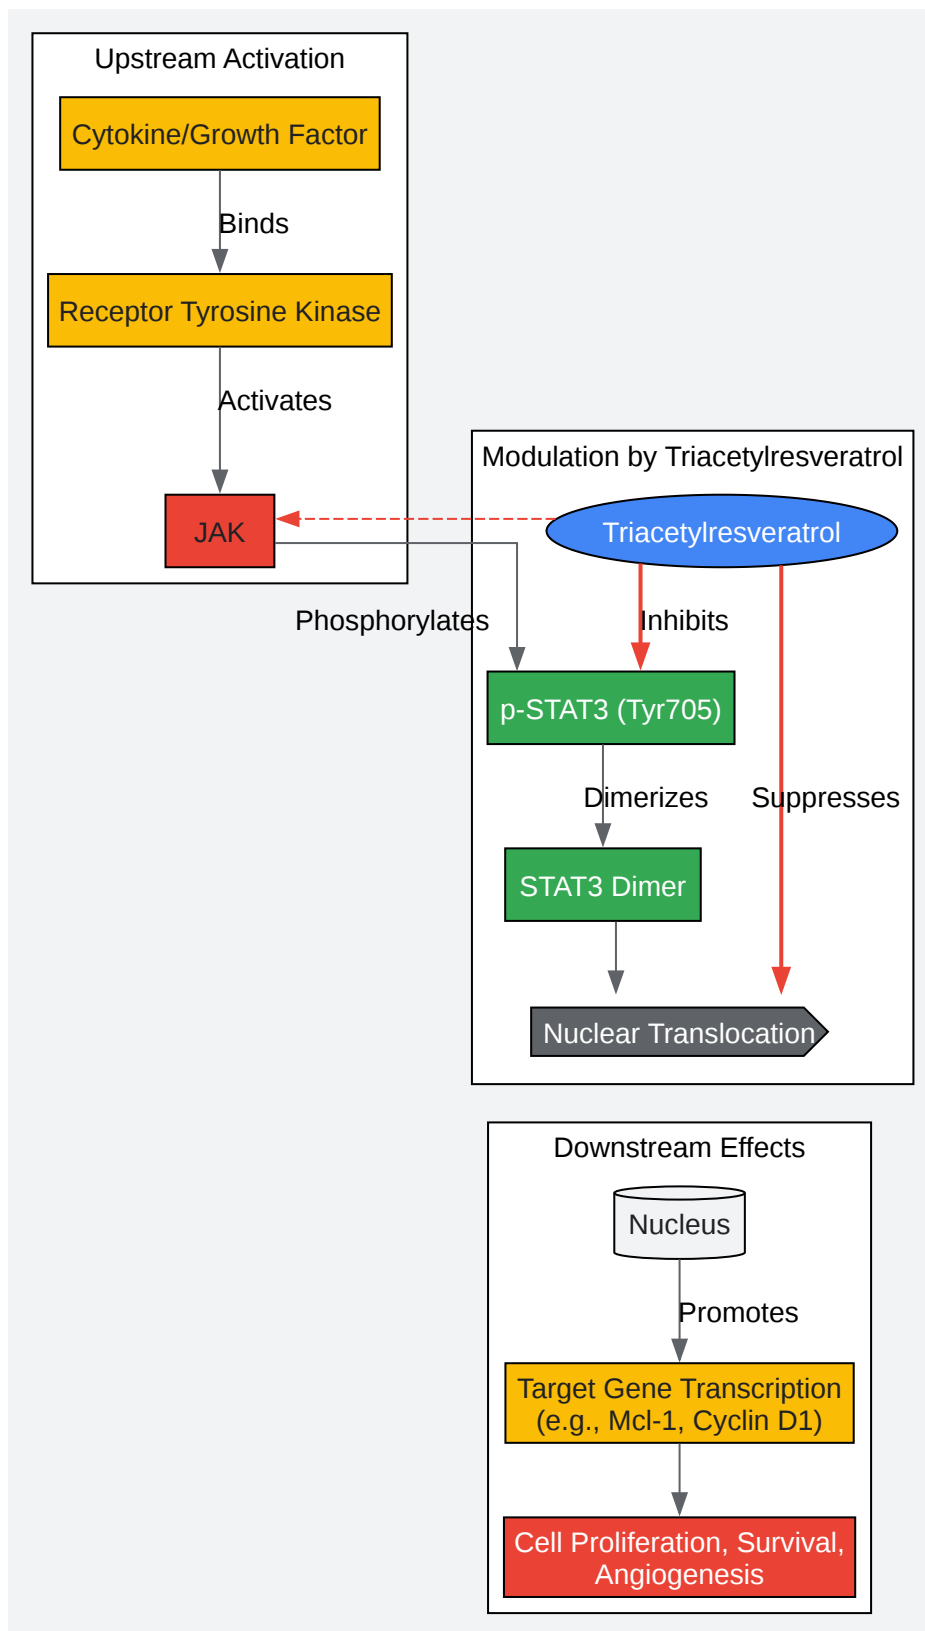 Upstream Activation
Cytokine/Growth Factor
Binds
Receptor Tyrosine Kinase
Activates
JAK
Modulation by Triacetylresveratrol
Triacetylresveratrol
Phosphorylates
Inhibits
p-STAT3 (Tyr705)
Dimerizes
Suppresses
STAT3 Dimer
Nuclear Translocation
Downstream Effects
Nucleus
Promotes
Target Gene Transcription
(e.g., Mcl-1, Cyclin D1)
Cell Proliferation, Survival,
Angiogenesis